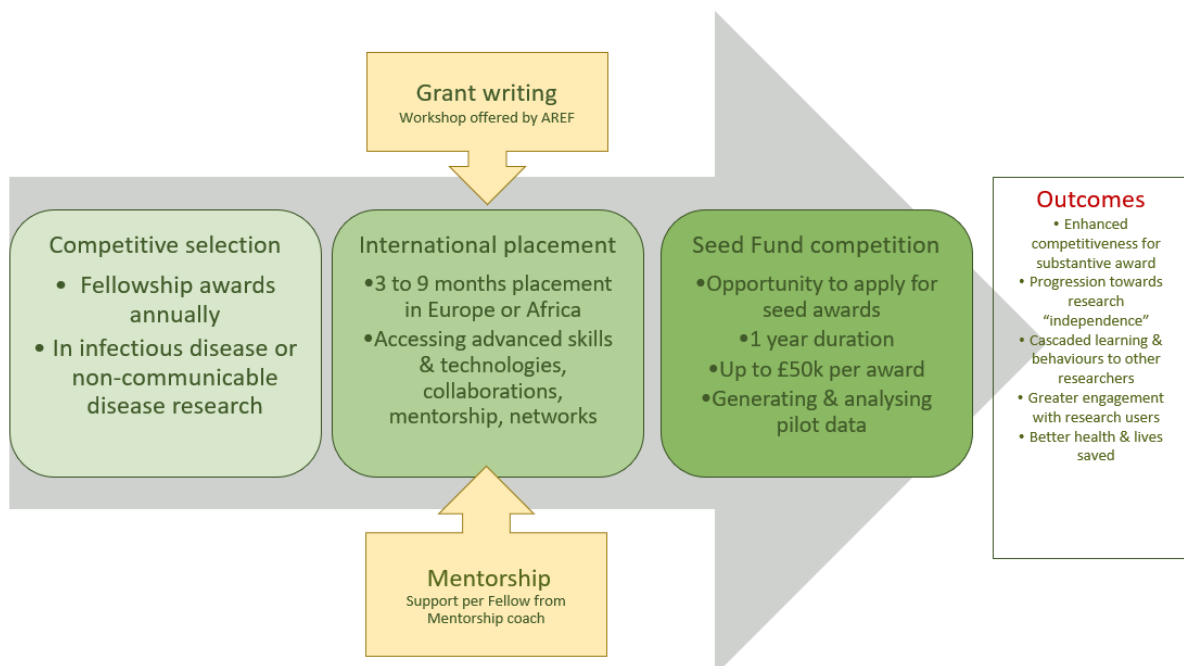 Grant writing
Workshop offered by AREF
Competitive selection
• Fellowship awards
annually
• In infectious disease or
non-communicable
disease research
International placement
•3 to 9 months placement
in Europe or Africa
•Accessing advanced skills
& technologies,
collaborations,
mentorship, networks
Seed Fund competition
•Opportunity to apply for
seed awards
•1 year duration
•Up to £50k per award
•Generating & analysing
pilot data
Outcomes
• Enhanced
competitiveness for
substantive award
• Progression towards
research
“independence”
• Cascaded learning &
behaviours to other
researchers
• Greater engagement
with research users
• Better health & lives
saved
Mentorship
Support per Fellow from
Mentorship coach